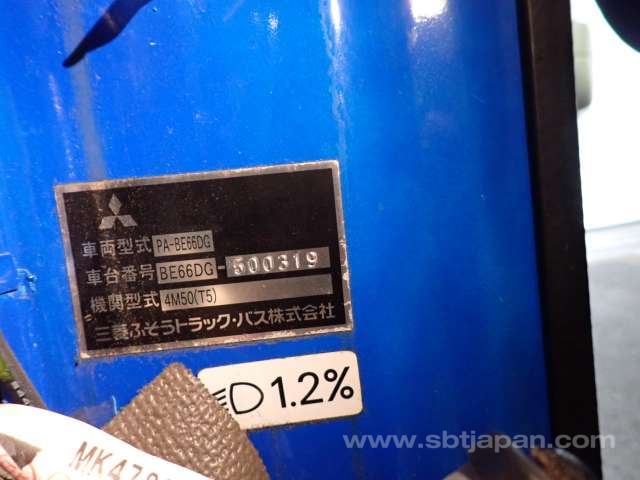 車両型式 PA-BE66DG
車台番号 BE66DG-500319
機関型式 4M50(T5)
三菱ふそうトラック・バス株式会社
1.2%
www.sbtjapan.com